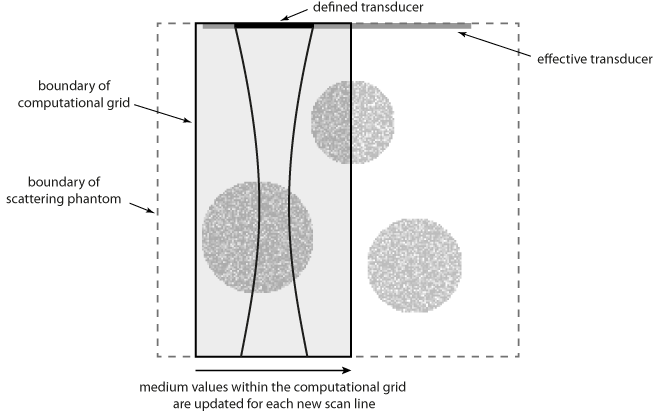 defined transducer
effective transducer
boundary of
computational grid
boundary of
scattering phantom
medium values within the computational grid
are updated for each new scan line